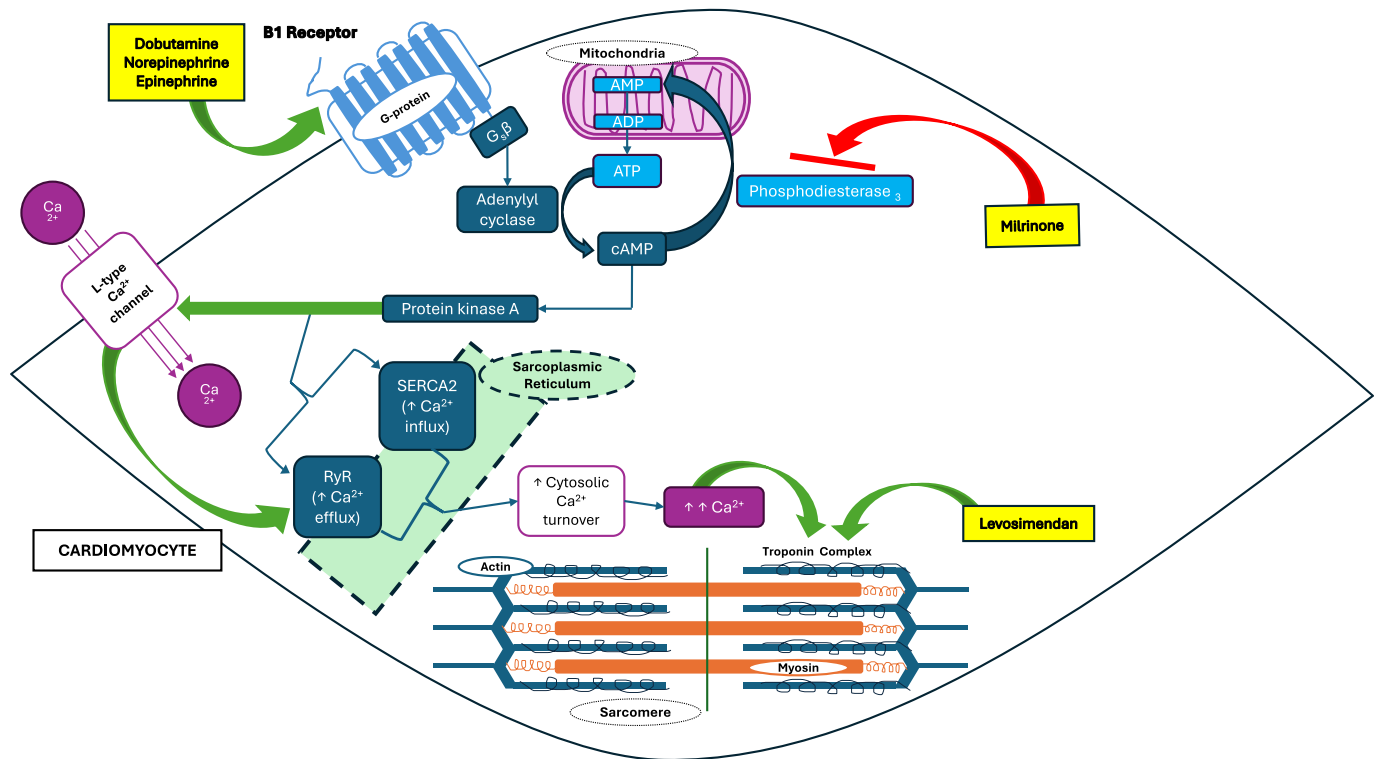 Dobutamine
Norepinephrine
Epinephrine
B1 Receptor
G-protein
Gₛβ
Adenylyl
cyclase
Mitochondria
AMP
ADP
ATP
cAMP
Phosphodiesterase ₃
Milrinone
Ca
2+
L-type
Ca²⁺
channel
Ca
2+
Protein kinase A
SERCA2
(↑ Ca²⁺
influx)
Sarcoplasmic
Reticulum
RyR
(↑ Ca²⁺
efflux)
↑ Cytosolic
Ca²⁺
turnover
↑ ↑ Ca²⁺
Levosimendan
CARDIOMYOCYTE
Troponin Complex
Actin
Myosin
Sarcomere